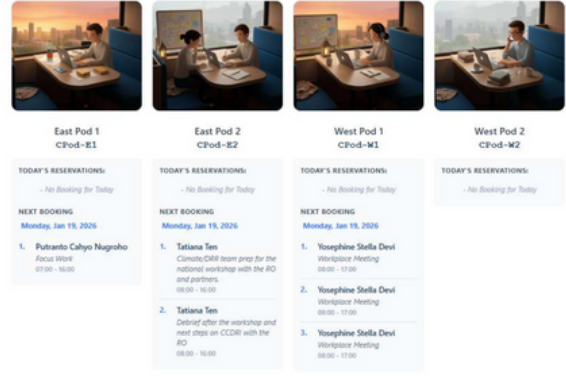 East Pod 1
CPod-E1
TODAY'S RESERVATIONS:
- No Booking for Today
NEXT BOOKING
Monday, Jan 19, 2026
1. Putranto Cahyo Nugroho
Focus Work
07:00 - 16:00
East Pod 2
CPod-E2
TODAY'S RESERVATIONS:
- No Booking for Today
NEXT BOOKING
Monday, Jan 19, 2026
1. Tatiana Ten
Climate/DRR team prep for the
national workshop with the RO
and partners.
08:00 - 16:00
2. Tatiana Ten
Debrief after the workshop and
next steps on CCDRI with the
RO
08:00 - 16:00
West Pod 1
CPod-W1
TODAY'S RESERVATIONS:
- No Booking for Today
NEXT BOOKING
Monday, Jan 19, 2026
1. Yosephine Stella Devi
Workplace Meeting
08:00 - 17:00
2. Yosephine Stella Devi
Workplace Meeting
08:00 - 17:00
3. Yosephine Stella Devi
Workplace Meeting
08:00 - 17:00
West Pod 2
CPod-W2
TODAY'S RESERVATIONS:
- No Booking for Today